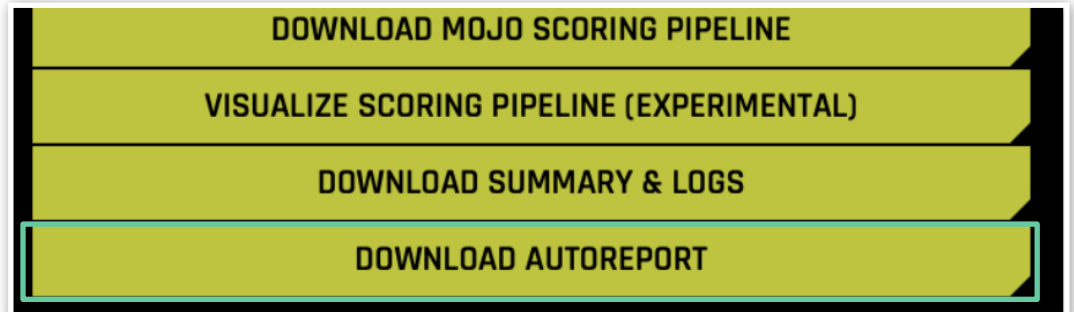 DOWNLOAD MOJO SCORING PIPELINE
VISUALIZE SCORING PIPELINE (EXPERIMENTAL)
DOWNLOAD SUMMARY & LOGS
DOWNLOAD AUTOREPORT